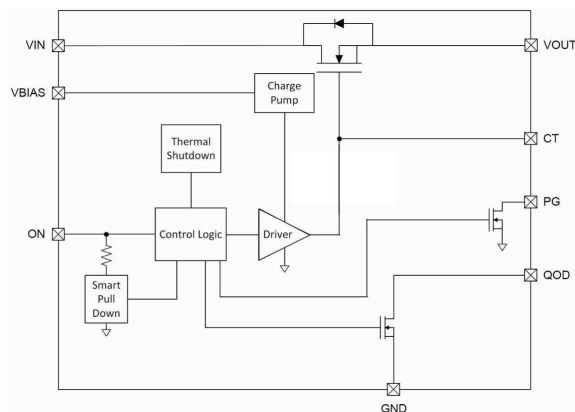 VIN
VOUT
VBIAS
Charge
Pump
CT
Thermal
Shutdown
PG
ON
Control Logic
Driver
QOD
Smart
Pull
Down
GND